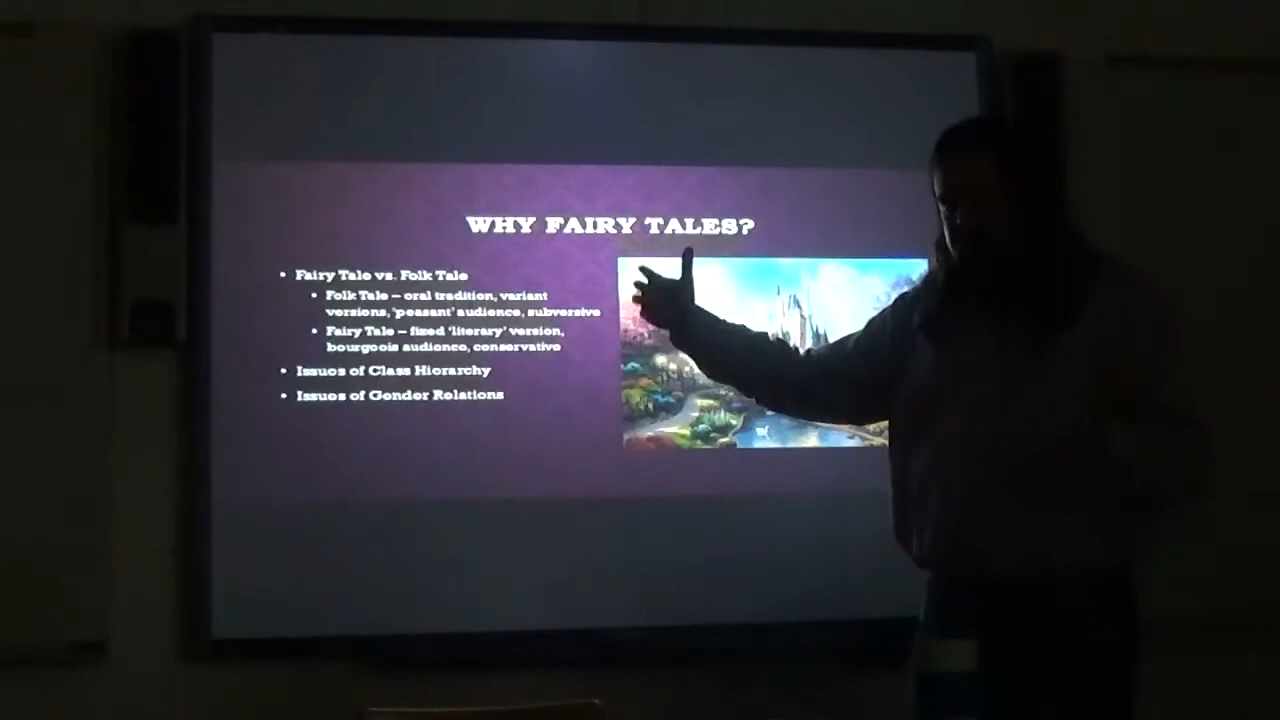 WHY FAIRY TALES?
• Fairy Tale vs. Folk Tale
• Folk Tale – oral tradition, variant
versions, 'peasant' audience, subversive
• Fairy Tale – fixed 'literary' version,
bourgeois audience, conservative
• Issues of Class Hierarchy
• Issues of Gender Relations